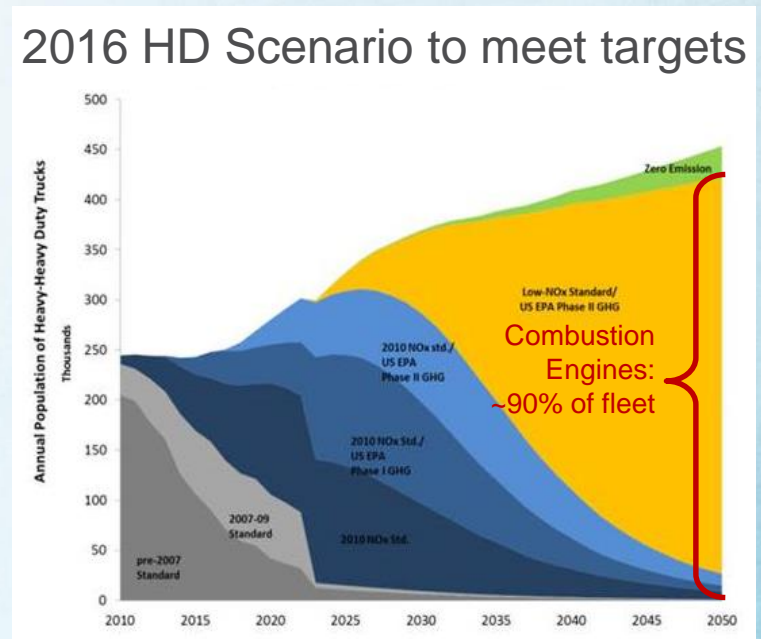 2016 HD Scenario to meet targets
Annual Population of Heavy-Heavy Duty Trucks
Thousands
500
450
400
350
300
250
200
150
100
50
0
Zero Emission
Low-NOx Standard/
US EPA Phase II GHG
Combustion
Engines:
~90% of fleet
2010 NOx std./
US EPA
Phase II GHG
2010 NOx Std./
US EPA
Phase I GHG
2007-09
Standard
2010 NOx Std.
pre-2007
Standard
2010 2015 2020 2025 2030 2035 2040 2045 2050